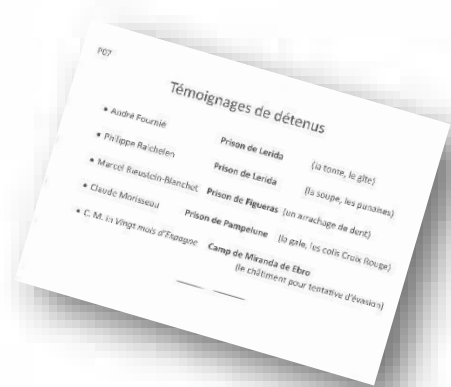 P07
Témoignages de détenus
• André Fournié Prison de Lerida (la tonte, le gîte)
• Philippe Raichelen Prison de Lerida (la soupe, les punaises)
• Marcel Bleustein-Blanchet Prison de Figueras (un arrachage de dent)
• Claude Morisseau Prison de Pampelune (la gale, les colis Croix Rouge)
• C. M. in Vingt mois d'Espagne Camp de Miranda de Ebro
(le châtiment pour tentative d'évasion)